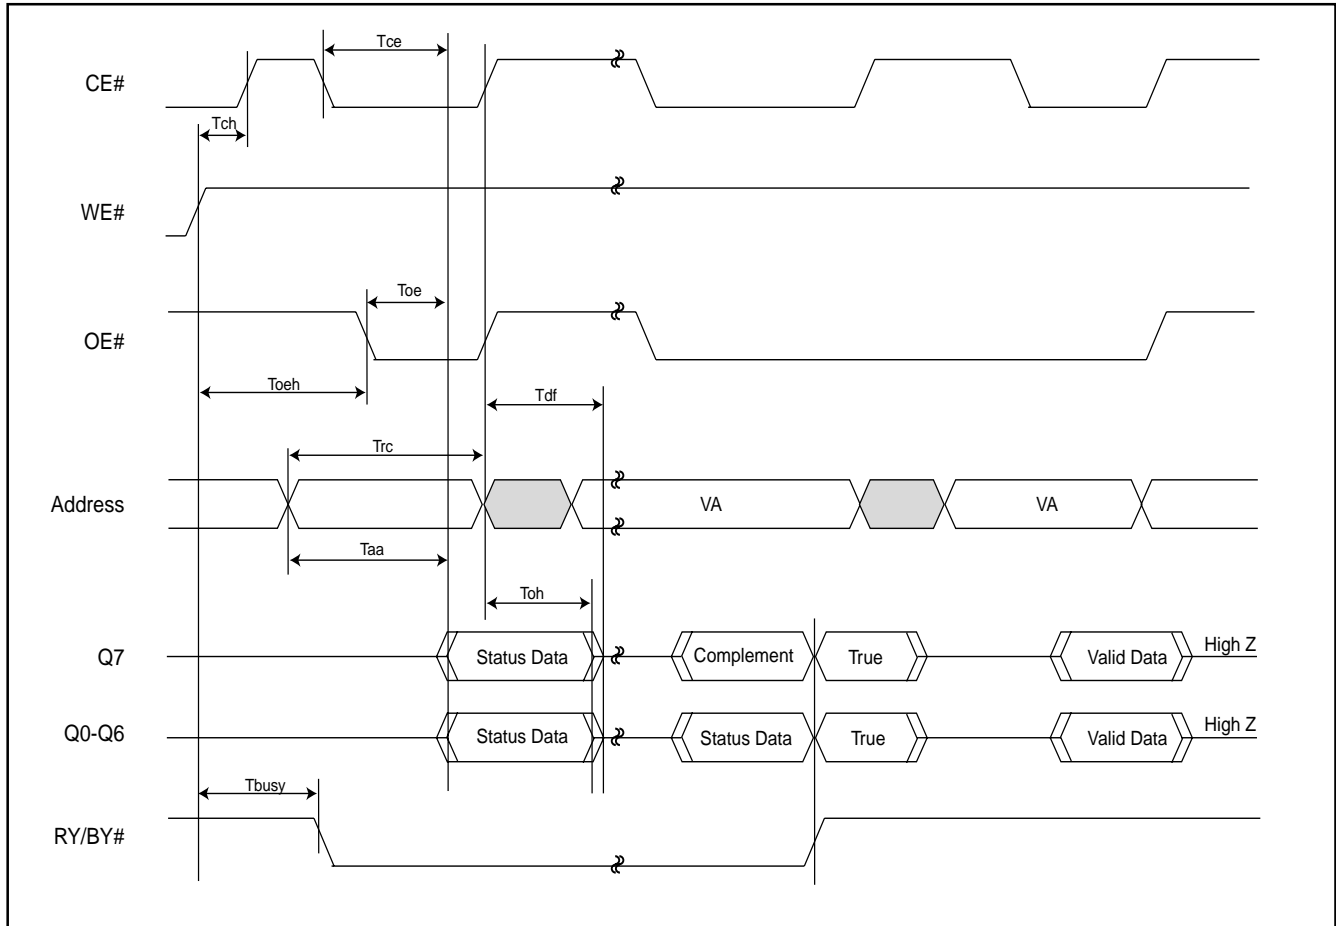 Tce
CE#
Tch
WE#
Toe
OE#
Toeh
Tdf
Trc
Address
VA
VA
Taa
Toh
Q7
Status Data
Complement
True
Valid Data
High Z
Q0-Q6
Status Data
Status Data
True
Valid Data
High Z
Tbusy
RY/BY#